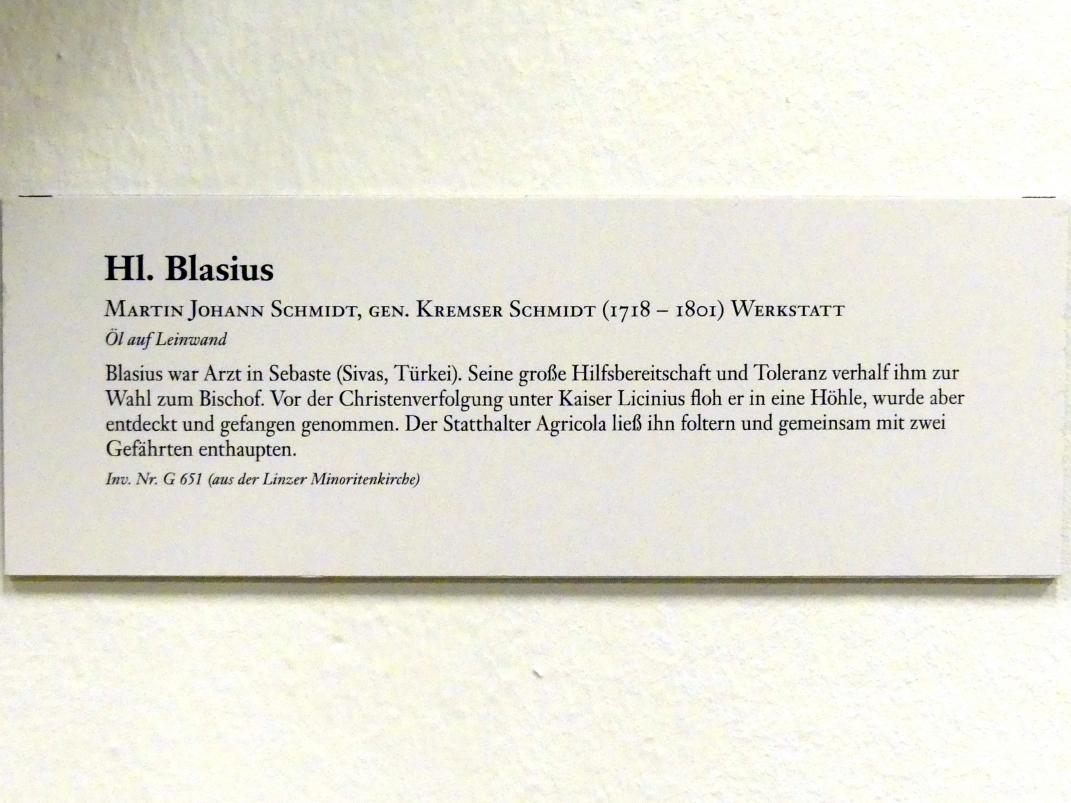 Hl. Blasius
Martin Johann Schmidt, gen. Kremser Schmidt (1718 – 1801) Werkstatt
Öl auf Leinwand
Blasius war Arzt in Sebaste (Sivas, Türkei). Seine große Hilfsbereitschaft und Toleranz verhalf ihm zur
Wahl zum Bischof. Vor der Christenverfolgung unter Kaiser Licinius floh er in eine Höhle, wurde aber
entdeckt und gefangen genommen. Der Statthalter Agricola ließ ihn foltern und gemeinsam mit zwei
Gefährten enthaupten.
Inv. Nr. G 651 (aus der Linzer Minoritenkirche)